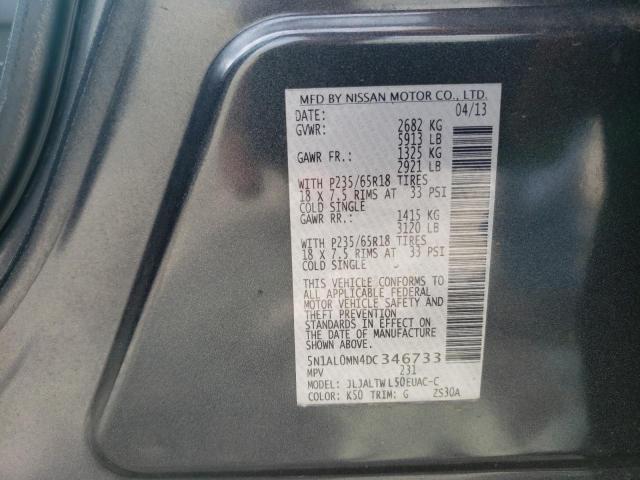 MFD BY NISSAN MOTOR CO., LTD.
DATE: 04/13
GVWR: 2682 KG
5913 LB
GAWR FR.: 1325 KG
2921 LB
WITH P235/65R18 TIRES
18 X 7.5 RIMS AT 33 PSI
COLD SINGLE
GAWR RR.: 1415 KG
3120 LB
WITH P235/65R18 TIRES
18 X 7.5 RIMS AT 33 PSI
COLD SINGLE
THIS VEHICLE CONFORMS TO
ALL APPLICABLE FEDERAL
MOTOR VEHICLE SAFETY AND
THEFT PREVENTION
STANDARDS IN EFFECT ON
THE DATE OF MANUFACTURE
SHOWN ABOVE.
5N1AL0MN4DC346733
MPV 231
MODEL: JLJALTWL50EUAC-C
COLOR: K50 TRIM: G ZS30A